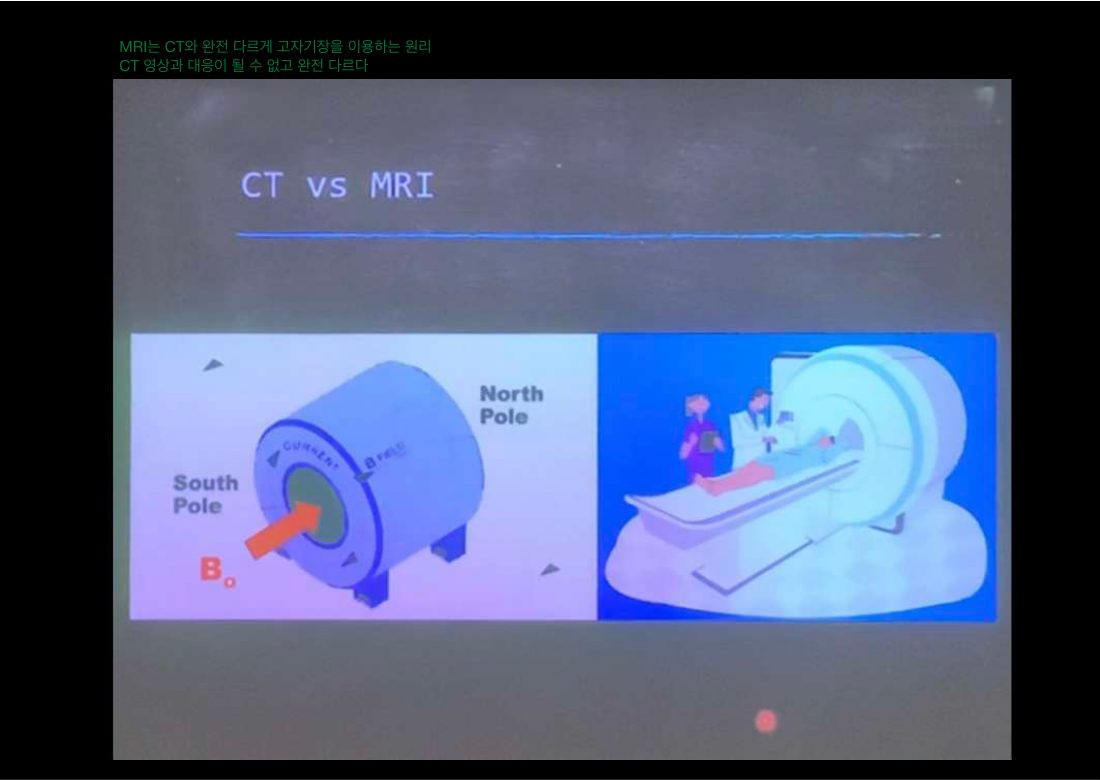 MRI는 CT와 완전 다르게 고자기장을 이용하는 원리
CT 영상과 대응이 될 수 없고 완전 다르다
CT vs MRI
North
Pole
CURRENT
B FIELD
South
Pole
B₀